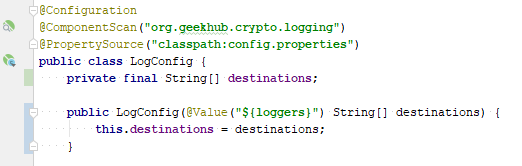 @Configuration
@ComponentScan("org.geekhub.crypto.logging")
@PropertySource("classpath:config.properties")
public class LogConfig {
    private final String[] destinations;

    public LogConfig(@Value("${loggers}") String[] destinations) {
        this.destinations = destinations;
    }